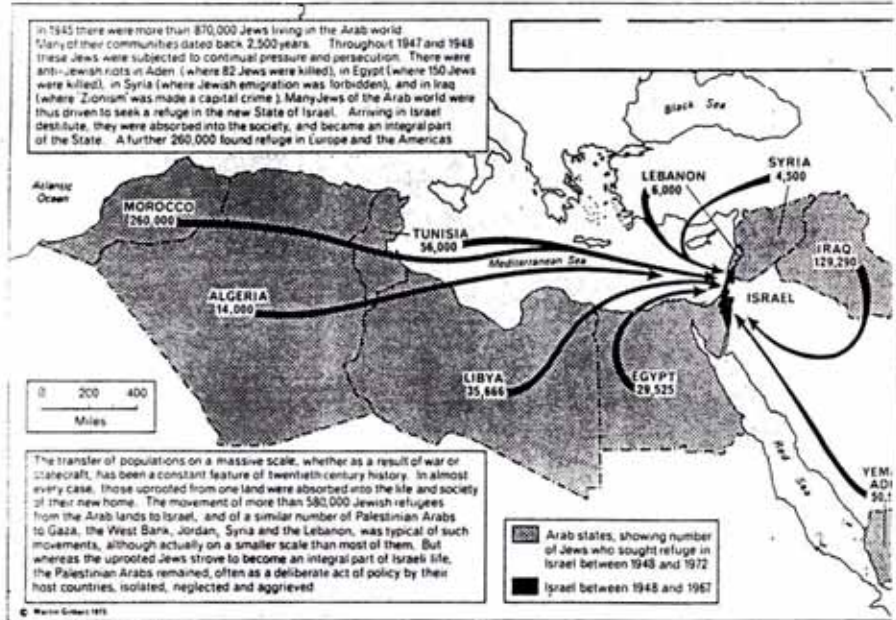 In 1945 there were more than 870,000 Jews living in the Arab world
Many of their communities dated back 2,500 years. Throughout 1947 and 1948
these Jews were subjected to continual pressure and persecution. There were
anti-Jewish riots in Aden (where 82 Jews were killed), in Egypt (where 150 Jews
were killed), in Syria (where Jewish emigration was forbidden), and in Iraq
(where 'Zionism' was made a capital crime). Many Jews of the Arab world were
thus driven to seek a refuge in the new State of Israel. Arriving in Israel
destitute, they were absorbed into the society, and became an integral part
of the State. A further 260,000 found refuge in Europe and the Americas
Black Sea
Atlantic
Ocean
LEBANON
6,000
SYRIA
4,500
MOROCCO
260,000
TUNISIA
56,000
Mediterranean Sea
IRAQ
129,290
ALGERIA
14,000
ISRAEL
LIBYA
35,666
EGYPT
29,525
0 200 400
Miles
Red
Sea
YEM
AD
50,
The transfer of populations on a massive scale, whether as a result of war or
statecraft, has been a constant feature of twentieth century history. In almost
every case, those uprooted from one land were absorbed into the life and society
of their new home. The movement of more than 580,000 Jewish refugees
from the Arab lands to Israel, and of a similar number of Palestinian Arabs
to Gaza, the West Bank, Jordan, Syria and the Lebanon, was typical of such
movements, although actually on a smaller scale than most of them. But
whereas the uprooted Jews strove to become an integral part of Israeli life,
the Palestinian Arabs remained, often as a deliberate act of policy by their
host countries, isolated, neglected and aggrieved
Arab states, showing number
of Jews who sought refuge in
Israel between 1948 and 1972
Israel between 1948 and 1967
© Martin Gilbert 1975